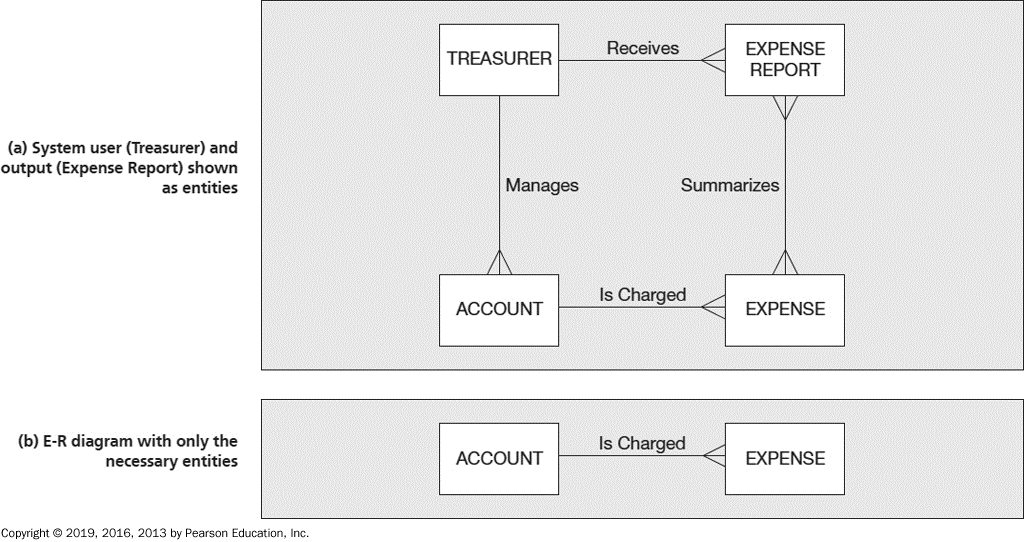 (a) System user (Treasurer) and
output (Expense Report) shown
as entities
TREASURER
Receives
EXPENSE
REPORT
Manages
Summarizes
ACCOUNT
Is Charged
EXPENSE
(b) E-R diagram with only the
necessary entities
ACCOUNT
Is Charged
EXPENSE
Copyright © 2019, 2016, 2013 by Pearson Education, Inc.